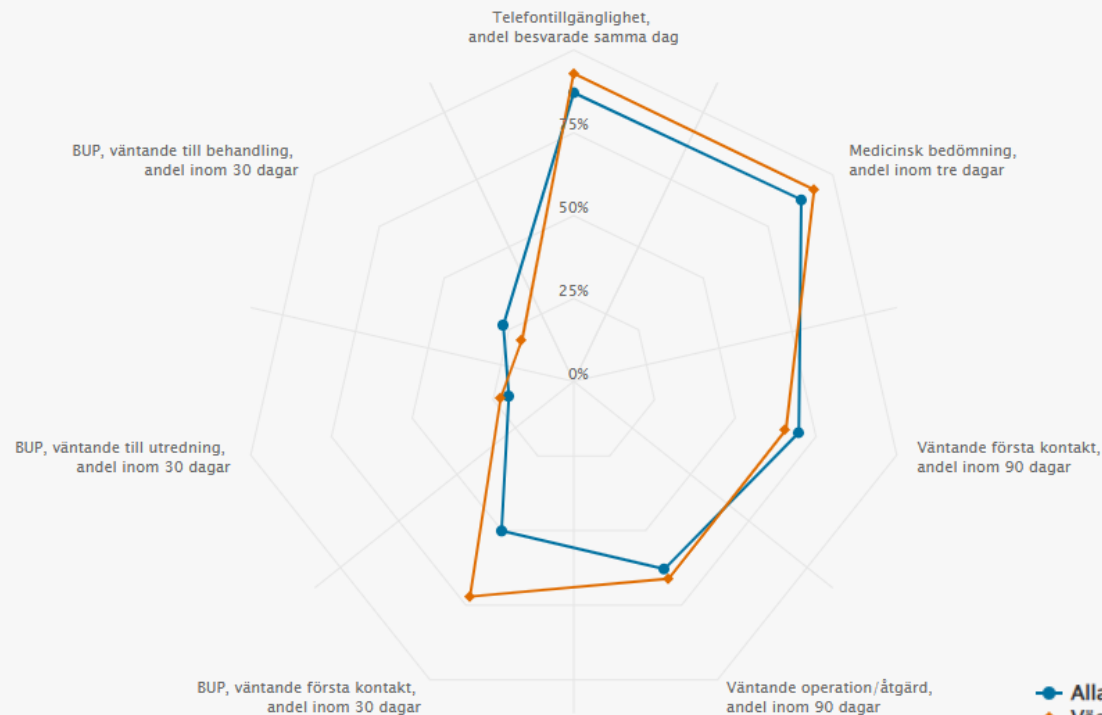 Telefontillgänglighet,
andel besvarade samma dag
75%
BUP, väntande till behandling,
andel inom 30 dagar
Medicinsk bedömning,
andel inom tre dagar
50%
25%
0%
BUP, väntande till utredning,
andel inom 30 dagar
Väntande första kontakt,
andel inom 90 dagar
BUP, väntande första kontakt,
andel inom 30 dagar
Väntande operation/åtgärd,
andel inom 90 dagar
Alla